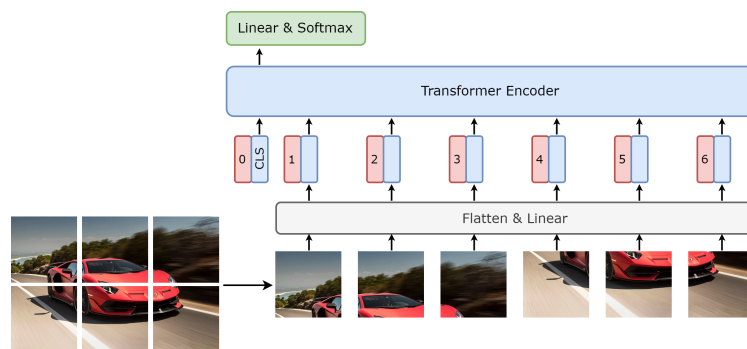 Linear & Softmax
Transformer Encoder
0 CLS 1 2 3 4 5 6
Flatten & Linear